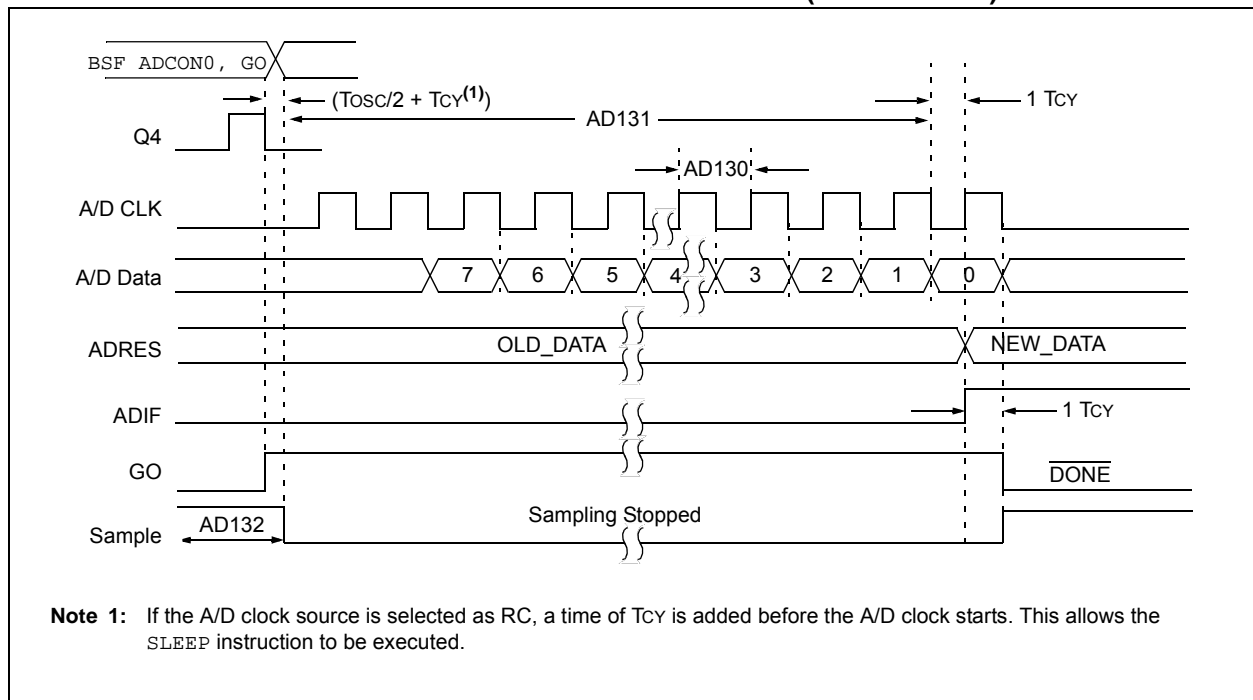 BSF ADCON0, GO
(TOSC/2 + TCY(1))
1 TCY
AD131
Q4
AD130
A/D CLK
A/D Data
7 6 5 4 3 2 1 0
ADRES
OLD_DATA
NEW_DATA
ADIF
1 TCY
GO
DONE
Sample
AD132
Sampling Stopped
Note 1: If the A/D clock source is selected as RC, a time of TCY is added before the A/D clock starts. This allows the
SLEEP instruction to be executed.